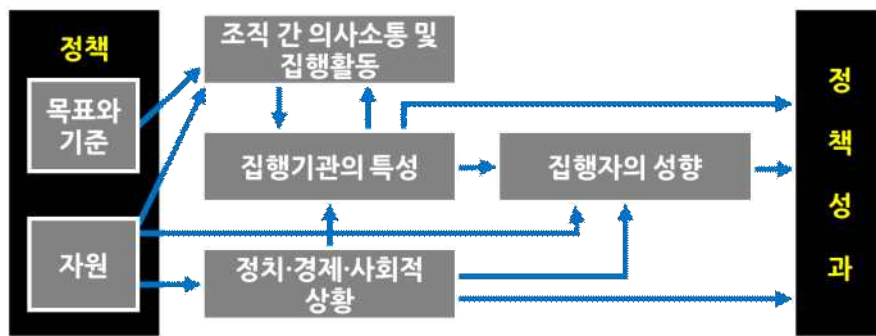 정책
목표와
기준
자원
조직 간 의사소통 및
집행활동
집행기관의 특성
집행자의 성향
정치·경제·사회적
상황
정
책
성
과